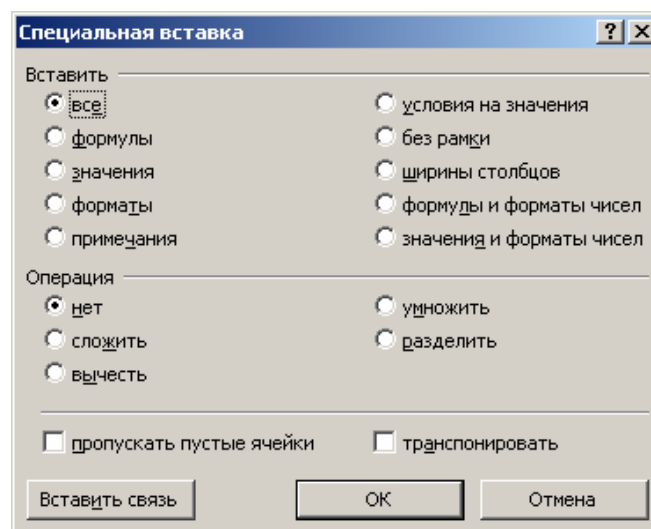 Специальная вставка
Вставить
все
условия на значения
формулы
без рамки
значения
ширины столбцов
форматы
формулы и форматы чисел
примечания
значения и форматы чисел
Операция
нет
умножить
сложить
разделить
вычесть
пропускать пустые ячейки
транспонировать
Вставить связь
ОК
Отмена